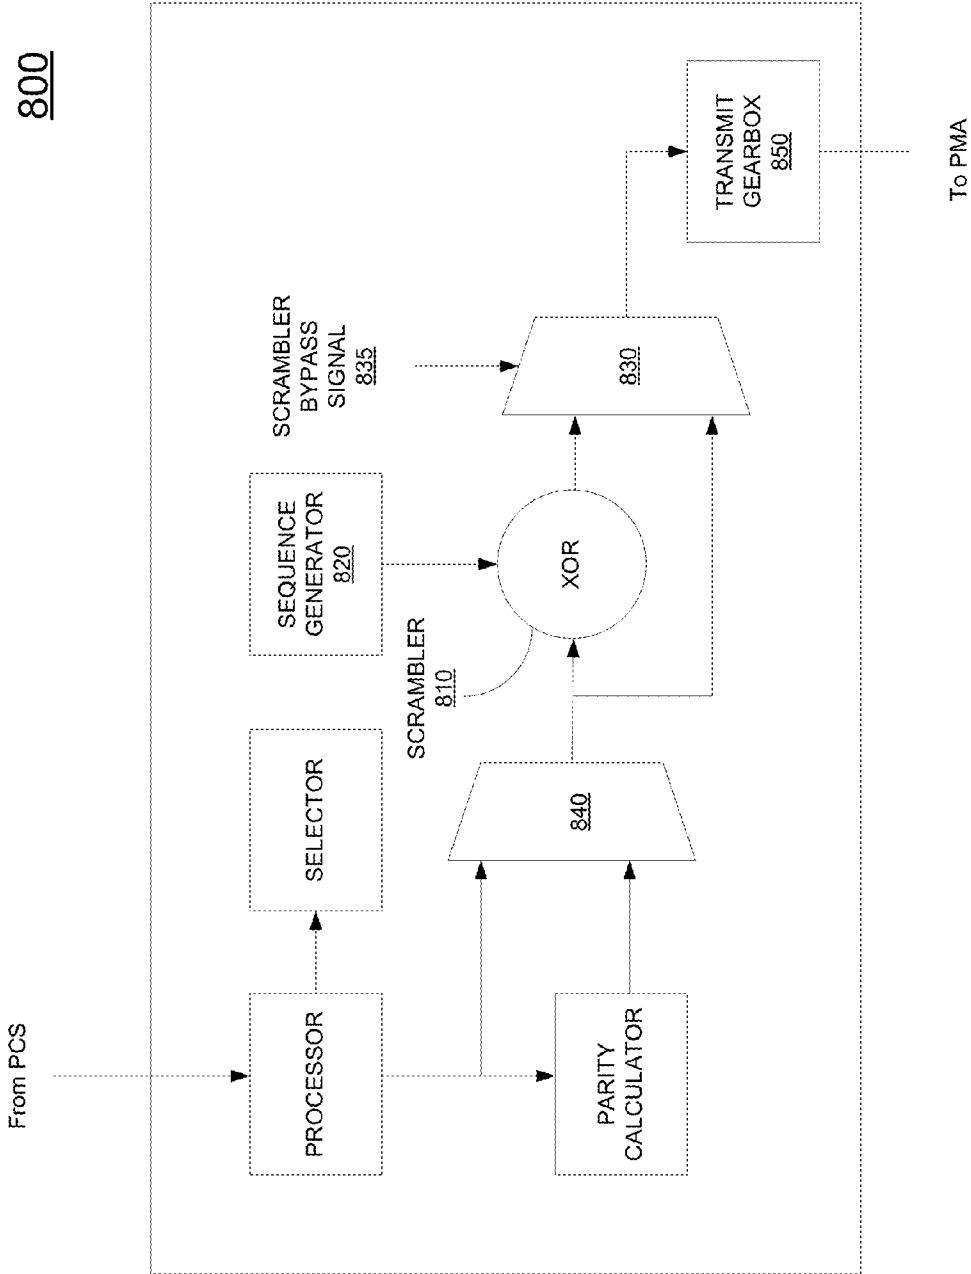 800
From PCS
PROCESSOR
SELECTOR
PARITY
CALCULATOR
840
SCRAMBLER
810
SEQUENCE
GENERATOR
820
XOR
SCRAMBLER
BYPASS
SIGNAL
835
830
TRANSMIT
GEARBOX
850
To PMA